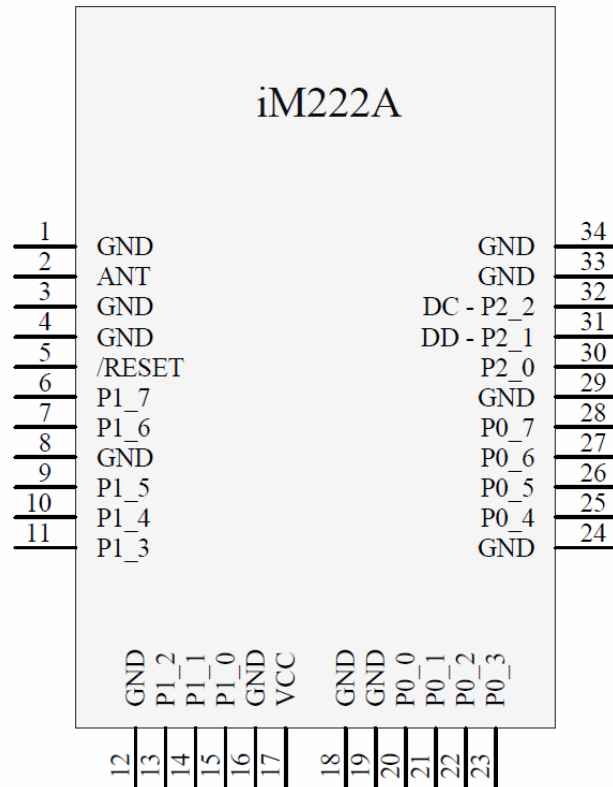 iM222A
1 GND GND 34
2 ANT GND 33
3 GND DC - P2_2 32
4 GND DD - P2_1 31
5 /RESET P2_0 30
6 P1_7 GND 29
7 P1_6 P0_7 28
8 GND P0_6 27
9 P1_5 P0_5 26
10 P1_4 P0_4 25
11 P1_3 GND 24
GND P1_2 P1_1 P1_0 GND VCC GND GND P0_0 P0_1 P0_2 P0_3
12 13 14 15 16 17 18 19 20 21 22 23